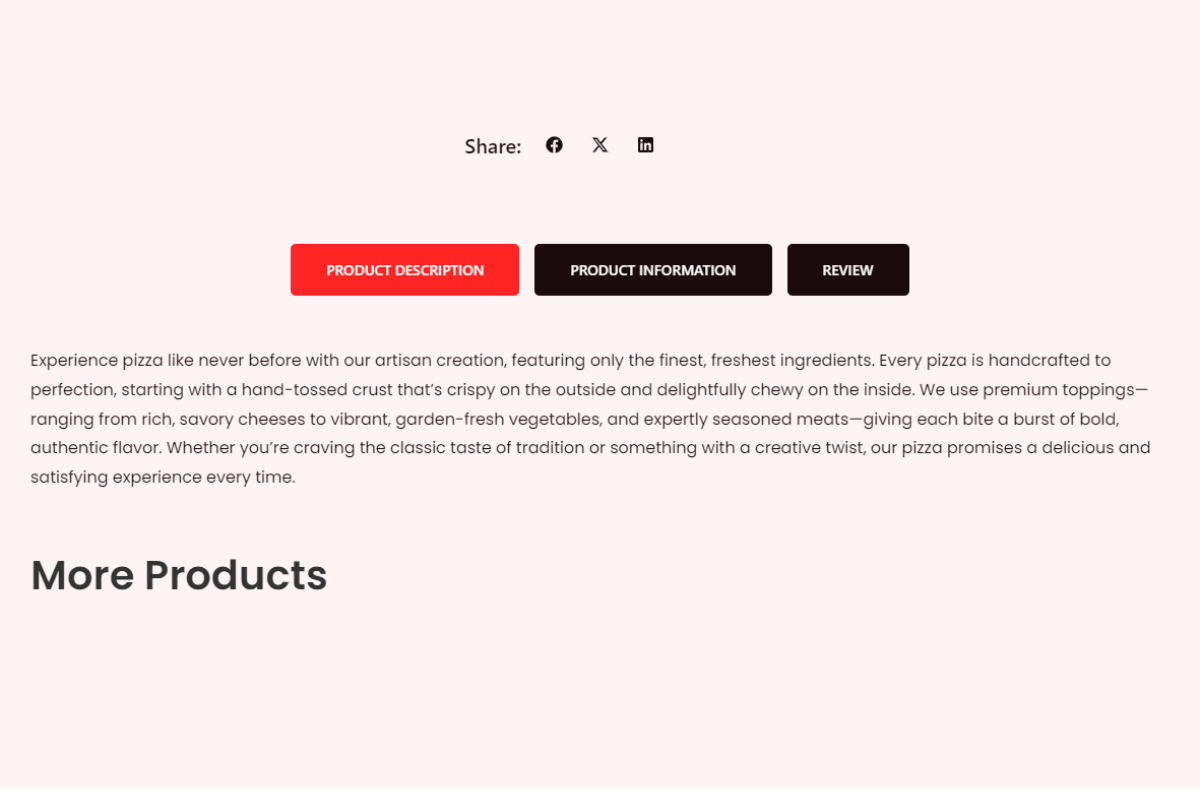 Share:
PRODUCT DESCRIPTION
PRODUCT INFORMATION
REVIEW
Experience pizza like never before with our artisan creation, featuring only the finest, freshest ingredients. Every pizza is handcrafted to
perfection, starting with a hand-tossed crust that’s crispy on the outside and delightfully chewy on the inside. We use premium toppings—
ranging from rich, savory cheeses to vibrant, garden-fresh vegetables, and expertly seasoned meats—giving each bite a burst of bold,
authentic flavor. Whether you’re craving the classic taste of tradition or something with a creative twist, our pizza promises a delicious and
satisfying experience every time.
More Products